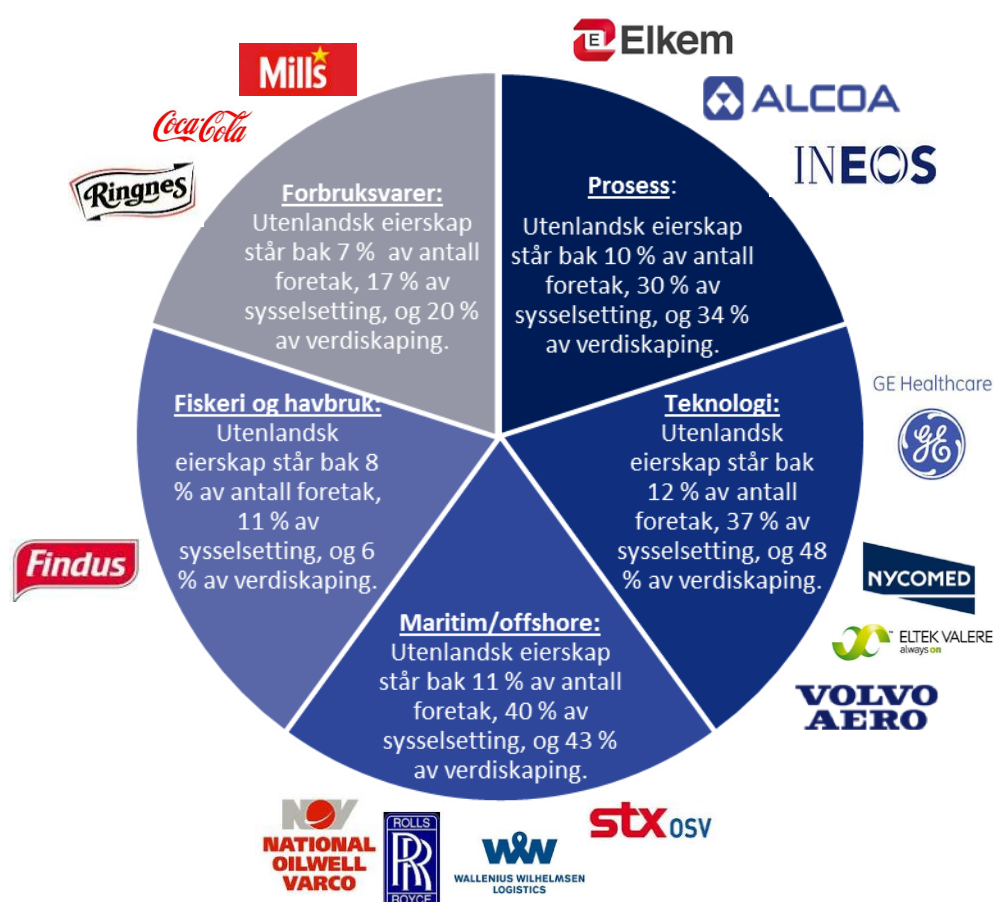 Elkem
Mills
ALCOA
Coca-Cola
INEOS
Ringnes
Forbruksvarer:
Utenlandsk eierskap
står bak 7 % av antall
foretak, 17 % av
sysselsetting, og 20 %
av verdiskaping.
Prosess:
Utenlandsk eierskap
står bak 10 % av antall
foretak, 30 % av
sysselsetting, og 34 %
av verdiskaping.
Fiskeri og havbruk:
Utenlandsk
eierskap står bak 8
% av antall foretak,
11 % av
sysselsetting, og 6
% av verdiskaping.
Teknologi:
Utenlandsk
eierskap står bak
12 % av antall
foretak, 37 % av
sysselsetting, og 48
% av verdiskaping.
GE Healthcare
GE
Findus
NYCOMED
ELTEK VALERE
always on
VOLVO
AERO
Maritim/offshore:
Utenlandsk eierskap
står bak 11 % av antall
foretak, 40 % av
sysselsetting, og 43 %
av verdiskaping.
NOV
NATIONAL
OILWELL
VARCO
ROLLS
RR
ROYCE
WW
WALLENIUS WILHELMSEN
LOGISTICS
STX OSV